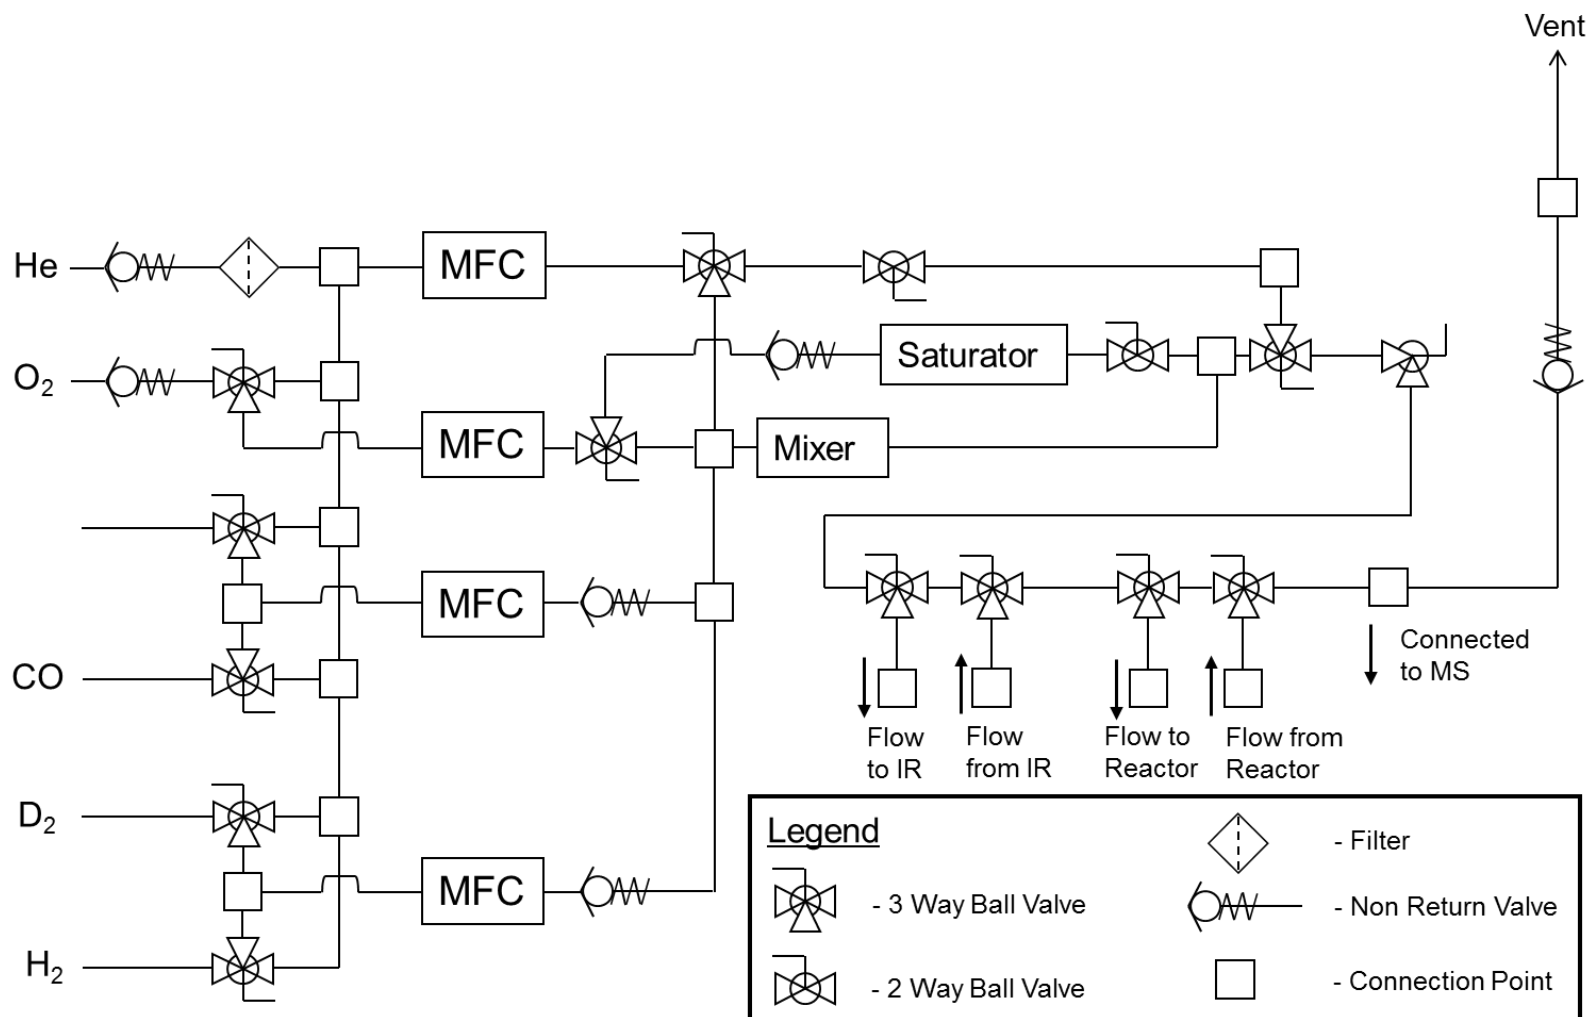 Vent
He
MFC
O₂
Saturator
MFC
Mixer
MFC
CO
Connected
to MS
Flow
to IR
Flow
from IR
Flow to
Reactor
Flow from
Reactor
D₂
MFC
H₂
Legend
- 3 Way Ball Valve
- 2 Way Ball Valve
- Filter
- Non Return Valve
- Connection Point